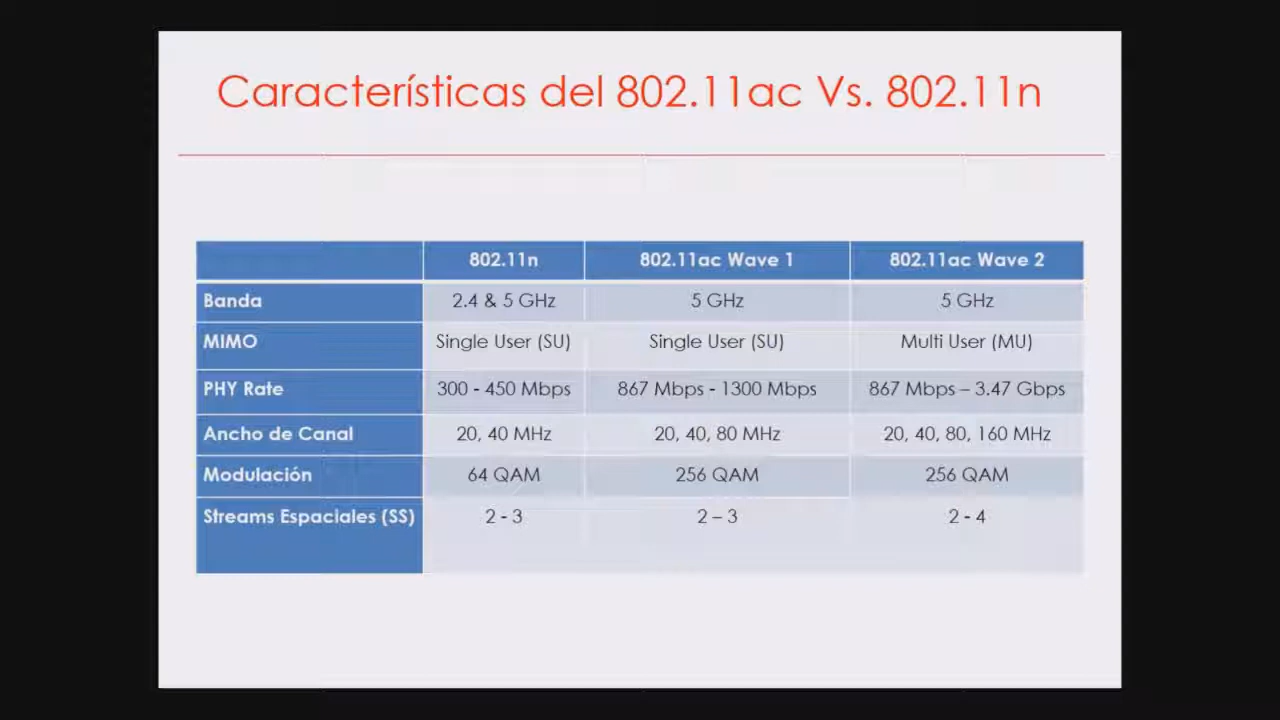 Características del 802.11ac Vs. 802.11n
802.11n 802.11ac Wave 1 802.11ac Wave 2
Banda 2.4 & 5 GHz 5 GHz 5 GHz
MIMO Single User (SU) Single User (SU) Multi User (MU)
PHY Rate 300 - 450 Mbps 867 Mbps - 1300 Mbps 867 Mbps – 3.47 Gbps
Ancho de Canal 20, 40 MHz 20, 40, 80 MHz 20, 40, 80, 160 MHz
Modulación 64 QAM 256 QAM 256 QAM
Streams Espaciales (SS) 2 - 3 2 – 3 2 - 4